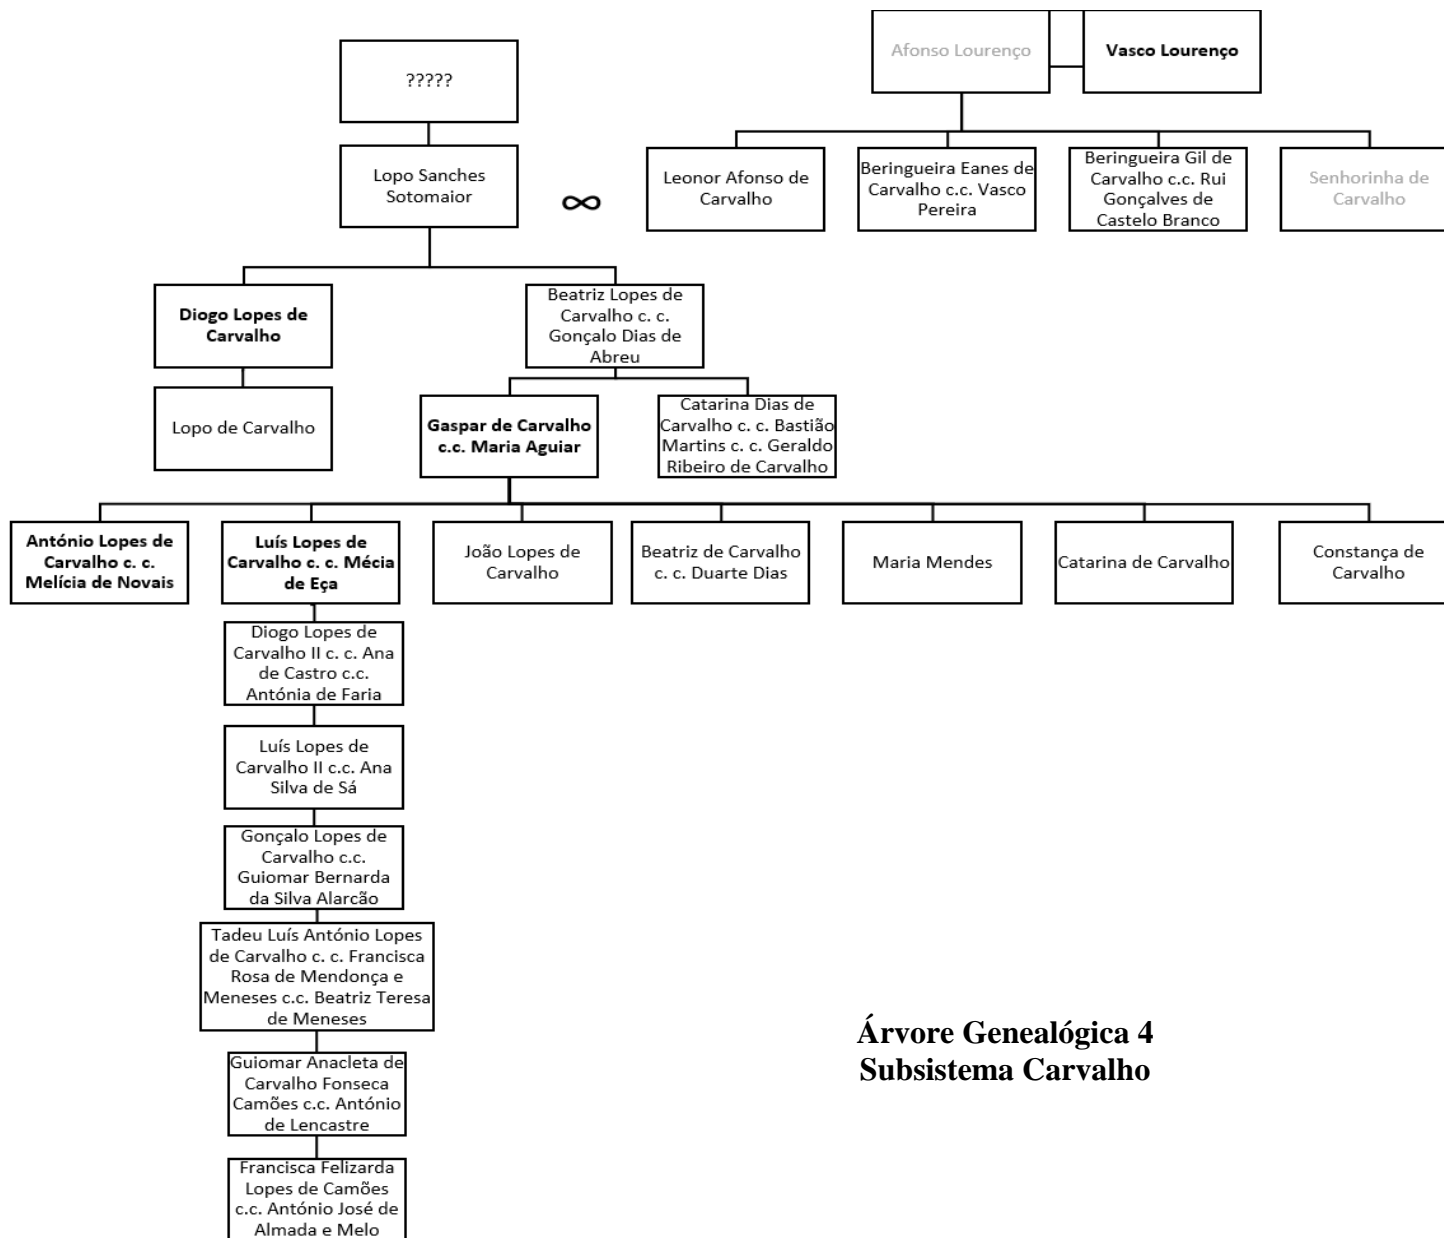 Afonso Lourenço
Vasco Lourenço
?????
Lopo Sanches
Sotomaior
∞
Leonor Afonso de
Carvalho
Beringueira Eanes de
Carvalho c.c. Vasco
Pereira
Beringueira Gil de
Carvalho c.c. Rui
Gonçalves de
Castelo Branco
Senhorinha de
Carvalho
Diogo Lopes de
Carvalho
Beatriz Lopes de
Carvalho c. c.
Gonçalo Dias de
Abreu
Lopo de Carvalho
Gaspar de Carvalho
c.c. Maria Aguiar
Catarina Dias de
Carvalho c. c. Bastião
Martins c. c. Geraldo
Ribeiro de Carvalho
António Lopes de
Carvalho c. c.
Melícia de Novais
Luís Lopes de
Carvalho c. c. Mécia
de Eça
João Lopes de
Carvalho
Beatriz de Carvalho
c. c. Duarte Dias
Maria Mendes
Catarina de Carvalho
Constança de
Carvalho
Diogo Lopes de
Carvalho II c. c. Ana
de Castro c.c.
Antónia de Faria
Luís Lopes de
Carvalho II c.c. Ana
Silva de Sá
Gonçalo Lopes de
Carvalho c.c.
Guiomar Bernarda
da Silva Alarcão
Tadeu Luís António Lopes
de Carvalho c. c. Francisca
Rosa de Mendonça e
Meneses c.c. Beatriz Teresa
de Meneses
Guiomar Anacleta de
Carvalho Fonseca
Camões c.c. António
de Lencastre
Francisca Felizarda
Lopes de Camões
c.c. António José de
Almada e Melo
Árvore Genealógica 4
Subsistema Carvalho